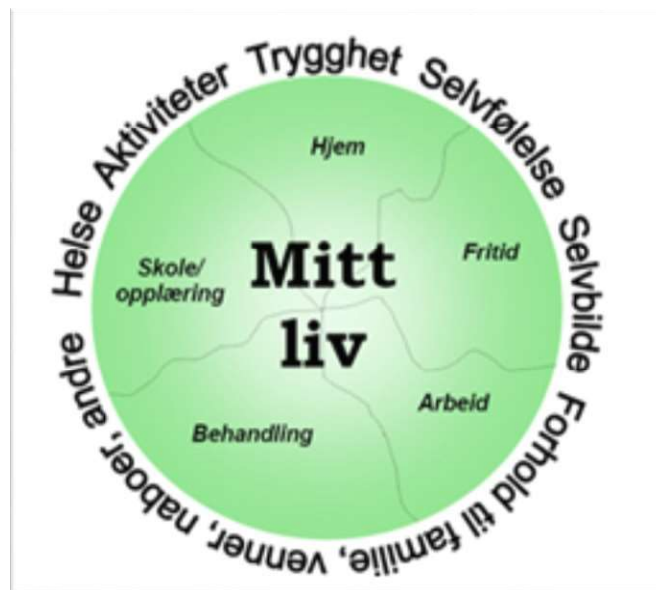 Helse Aktiviteter Trygghet Selvfølelse Selvbilde Forhold til familie, venner, naboer, andre
Hjem
Fritid
Skole/
opplæring
Mitt
liv
Arbeid
Behandling